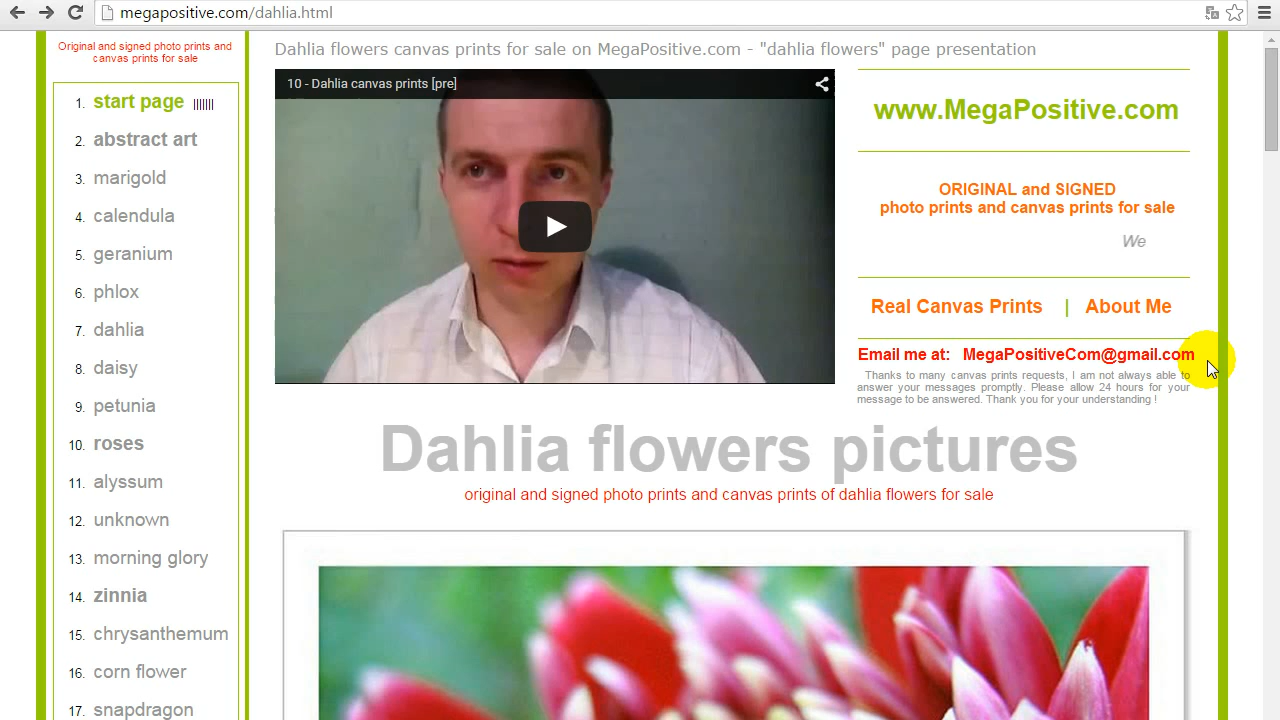 megapositive.com/dahlia.html
Original and signed photo prints and
canvas prints for sale
1. start page ||||||||
2. abstract art
3. marigold
4. calendula
5. geranium
6. phlox
7. dahlia
8. daisy
9. petunia
10. roses
11. alyssum
12. unknown
13. morning glory
14. zinnia
15. chrysanthemum
16. corn flower
17. snapdragon
Dahlia flowers canvas prints for sale on MegaPositive.com - "dahlia flowers" page presentation
10 - Dahlia canvas prints [pre]
www.MegaPositive.com
ORIGINAL and SIGNED
photo prints and canvas prints for sale
We
Real Canvas Prints | About Me
Email me at: MegaPositiveCom@gmail.com
Thanks to many canvas prints requests, I am not always able to
answer your messages promptly. Please allow 24 hours for your
message to be answered. Thank you for your understanding !
Dahlia flowers pictures
original and signed photo prints and canvas prints of dahlia flowers for sale